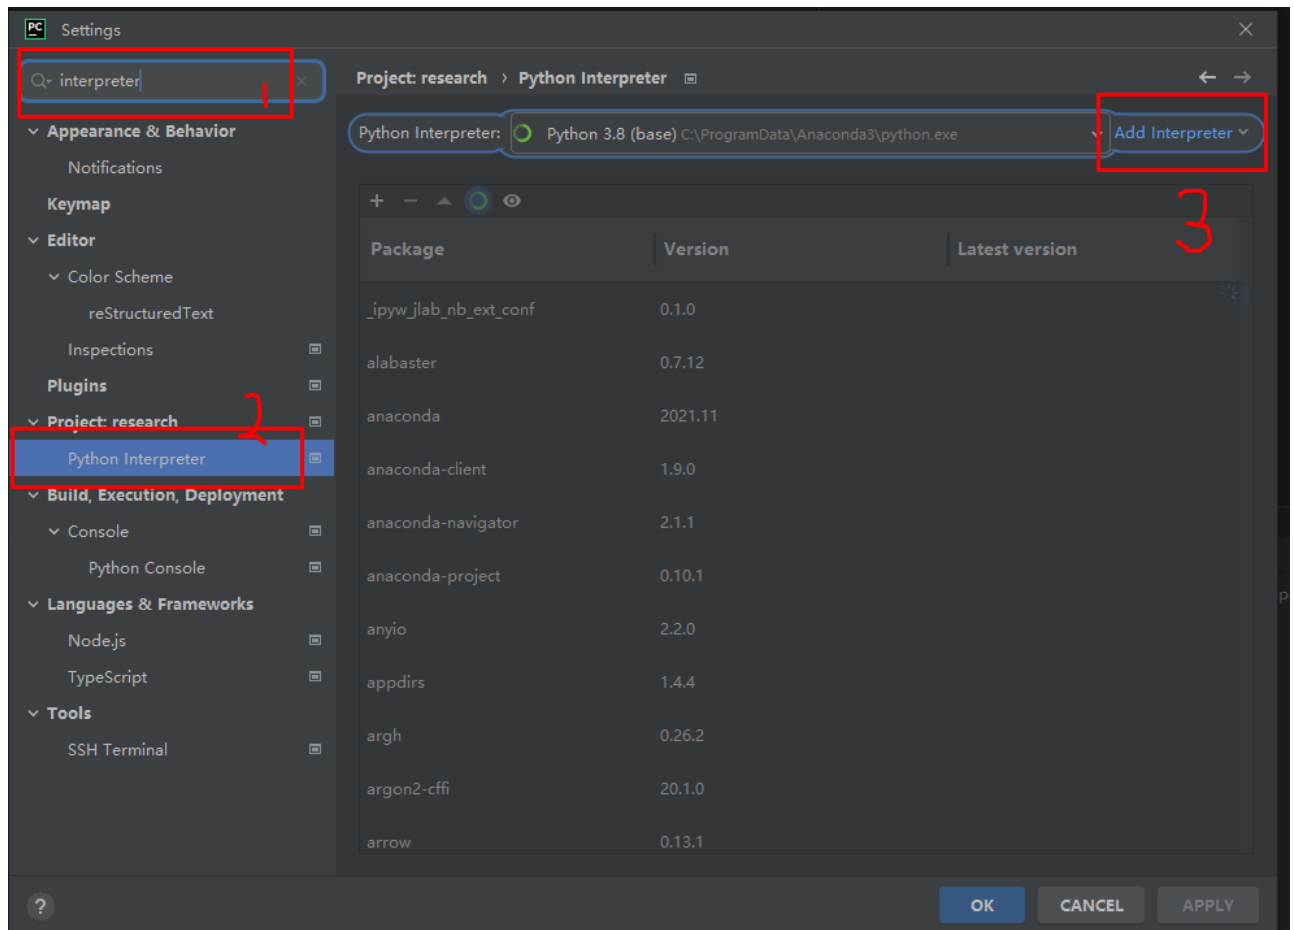 PC Settings
interpreter
1
Appearance & Behavior
Notifications
Keymap
Editor
Color Scheme
reStructuredText
Inspections
Plugins
2
Project: research
Python Interpreter
Build, Execution, Deployment
Console
Python Console
Languages & Frameworks
Node.js
TypeScript
Tools
SSH Terminal
Project: research › Python Interpreter
Python Interpreter: Python 3.8 (base) C:\ProgramData\Anaconda3\python.exe Add Interpreter
3
Package Version Latest version
_ipyw_jlab_nb_ext_conf 0.1.0
alabaster 0.7.12
anaconda 2021.11
anaconda-client 1.9.0
anaconda-navigator 2.1.1
anaconda-project 0.10.1
anyio 2.2.0
appdirs 1.4.4
argh 0.26.2
argon2-cffi 20.1.0
arrow 0.13.1
? OK CANCEL APPLY